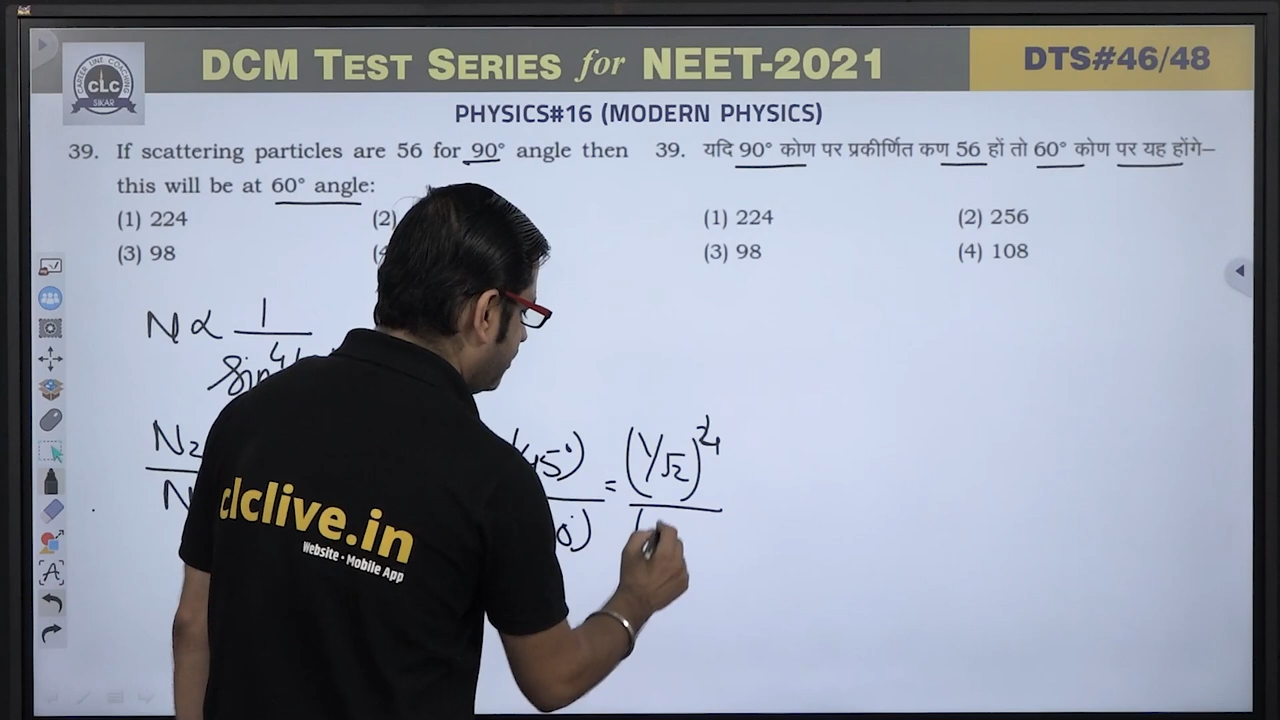 DCM TEST SERIES for NEET-2021
DTS#46/48
CAREER LINE COACHING
CLC
SIKAR
PHYSICS#16 (MODERN PHYSICS)
39. If scattering particles are 56 for 90° angle then
this will be at 60° angle:
(1) 224
(2)
(3) 98
39. यदि 90° कोण पर प्रकीर्णित कण 56 हों तो 60° कोण पर यह होंगे–
(1) 224 (2) 256
(3) 98 (4) 108
N ∝ 1
sin⁴
N₂ 45°) = (1/√2)⁴
N
clclive.in
Website • Mobile App